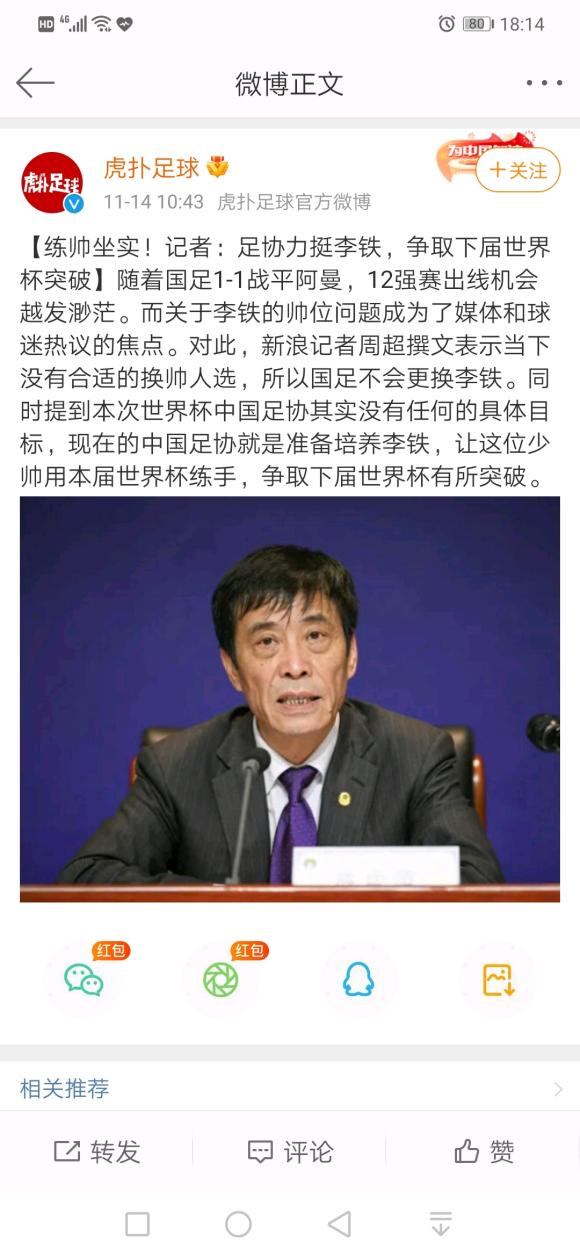 HD 4G 80 18:14
微博正文
虎扑足球
虎扑足球
+关注
11-14 10:43 虎扑足球官方微博
【练帅坐实！记者：足协力挺李铁，争取下届世界
杯突破】随着国足1-1战平阿曼，12强赛出线机会
越发渺茫。而关于李铁的帅位问题成为了媒体和球
迷热议的焦点。对此，新浪记者周超撰文表示当下
没有合适的换帅人选，所以国足不会更换李铁。同
时提到本次世界杯中国足协其实没有任何的具体目
标，现在的中国足协就是准备培养李铁，让这位少
帅用本届世界杯练手，争取下届世界杯有所突破。
红包
红包
相关推荐
转发
评论
赞